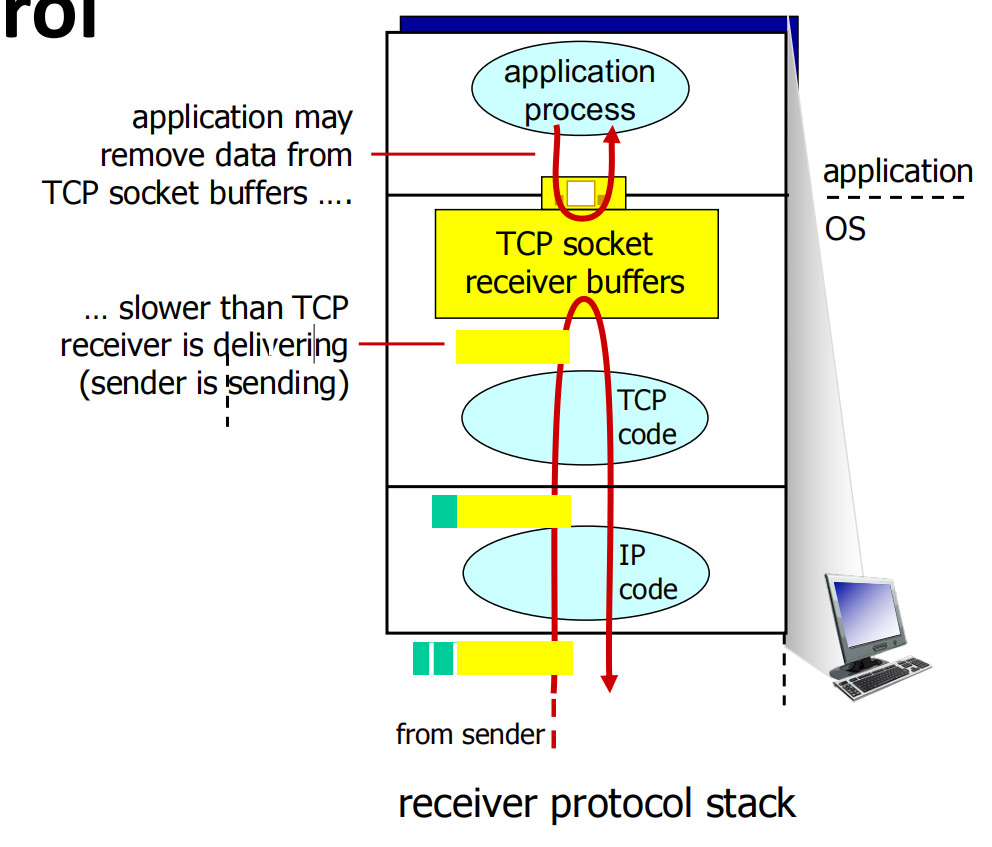 rol
application
process
application may
remove data from
TCP socket buffers ….
application
OS
TCP socket
receiver buffers
… slower than TCP
receiver is delivering
(sender is sending)
TCP
code
IP
code
from sender
receiver protocol stack